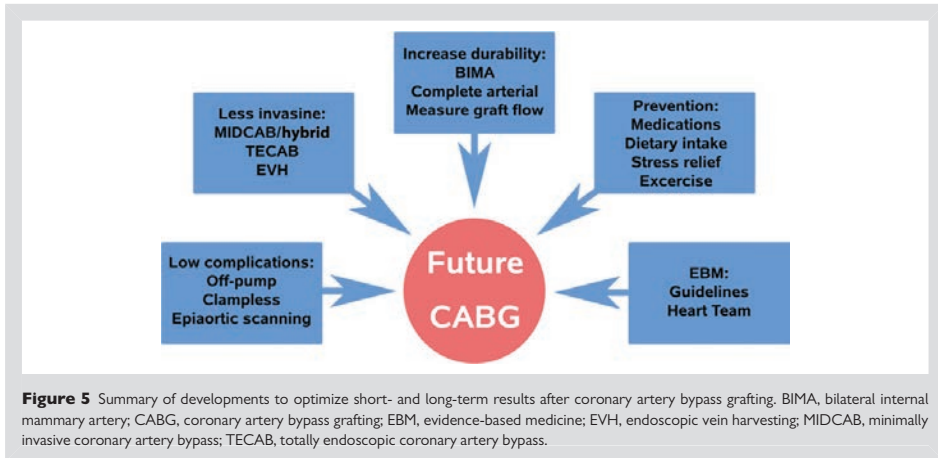 Increase durability:
BIMA
Complete arterial
Measure graft flow
Less invasine:
MIDCAB/hybrid
TECAB
EVH
Prevention:
Medications
Dietary intake
Stress relief
Excercise
Low complications:
Off-pump
Clampless
Epiaortic scanning
Future
CABG
EBM:
Guidelines
Heart Team
Figure 5 Summary of developments to optimize short- and long-term results after coronary artery bypass grafting. BIMA, bilateral internal
mammary artery; CABG, coronary artery bypass grafting; EBM, evidence-based medicine; EVH, endoscopic vein harvesting; MIDCAB, minimally
invasive coronary artery bypass; TECAB, totally endoscopic coronary artery bypass.